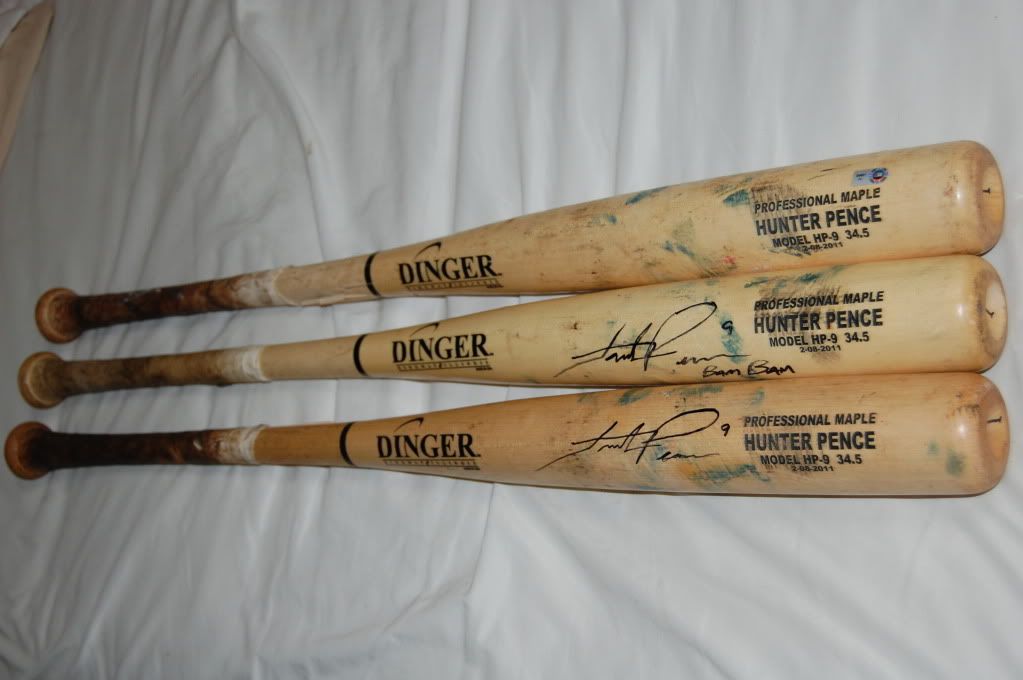 DINGER
PROFESSIONAL MAPLE
HUNTER PENCE
MODEL HP-9 34.5
2-08-2011
DINGER
9
Bam Bam
PROFESSIONAL MAPLE
HUNTER PENCE
MODEL HP-9 34.5
2-08-2011
DINGER
9
PROFESSIONAL MAPLE
HUNTER PENCE
MODEL HP-9 34.5
2-08-2011